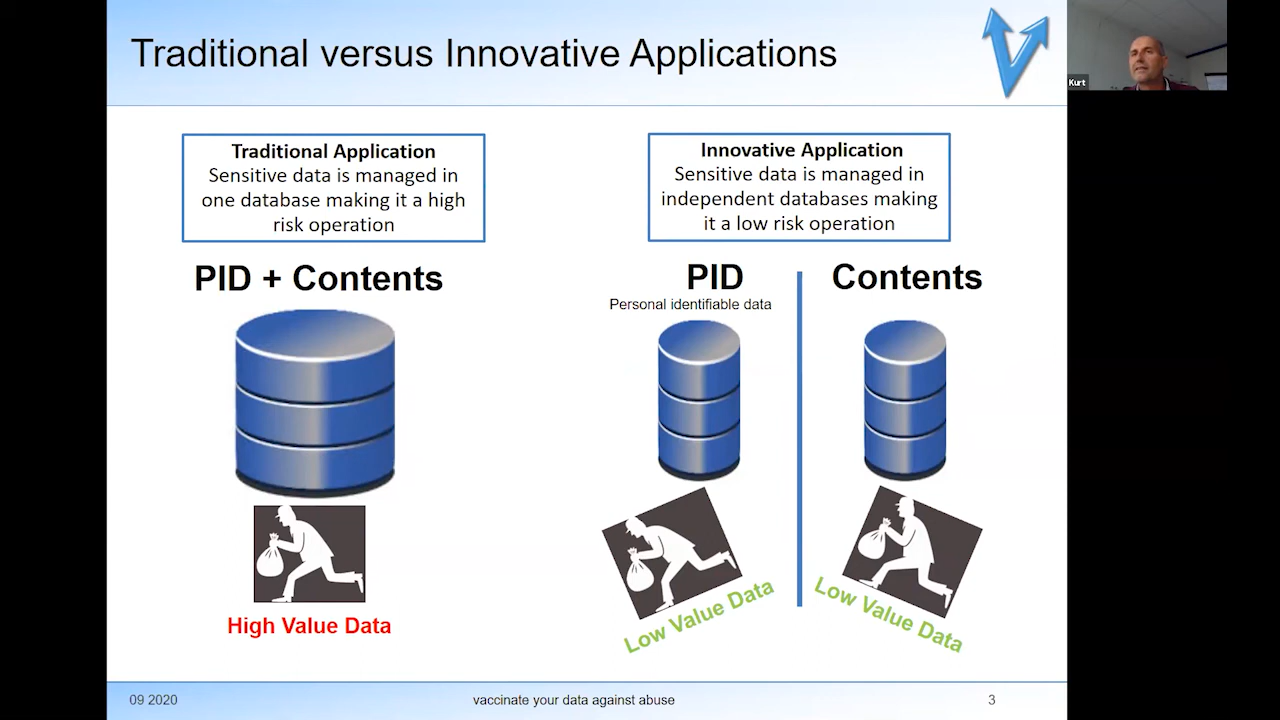 Traditional versus Innovative Applications
Kurt
Traditional Application
Sensitive data is managed in
one database making it a high
risk operation
Innovative Application
Sensitive data is managed in
independent databases making
it a low risk operation
PID + Contents
PID
Personal identifiable data
Contents
High Value Data
Low Value Data
Low Value Data
09 2020
vaccinate your data against abuse
3